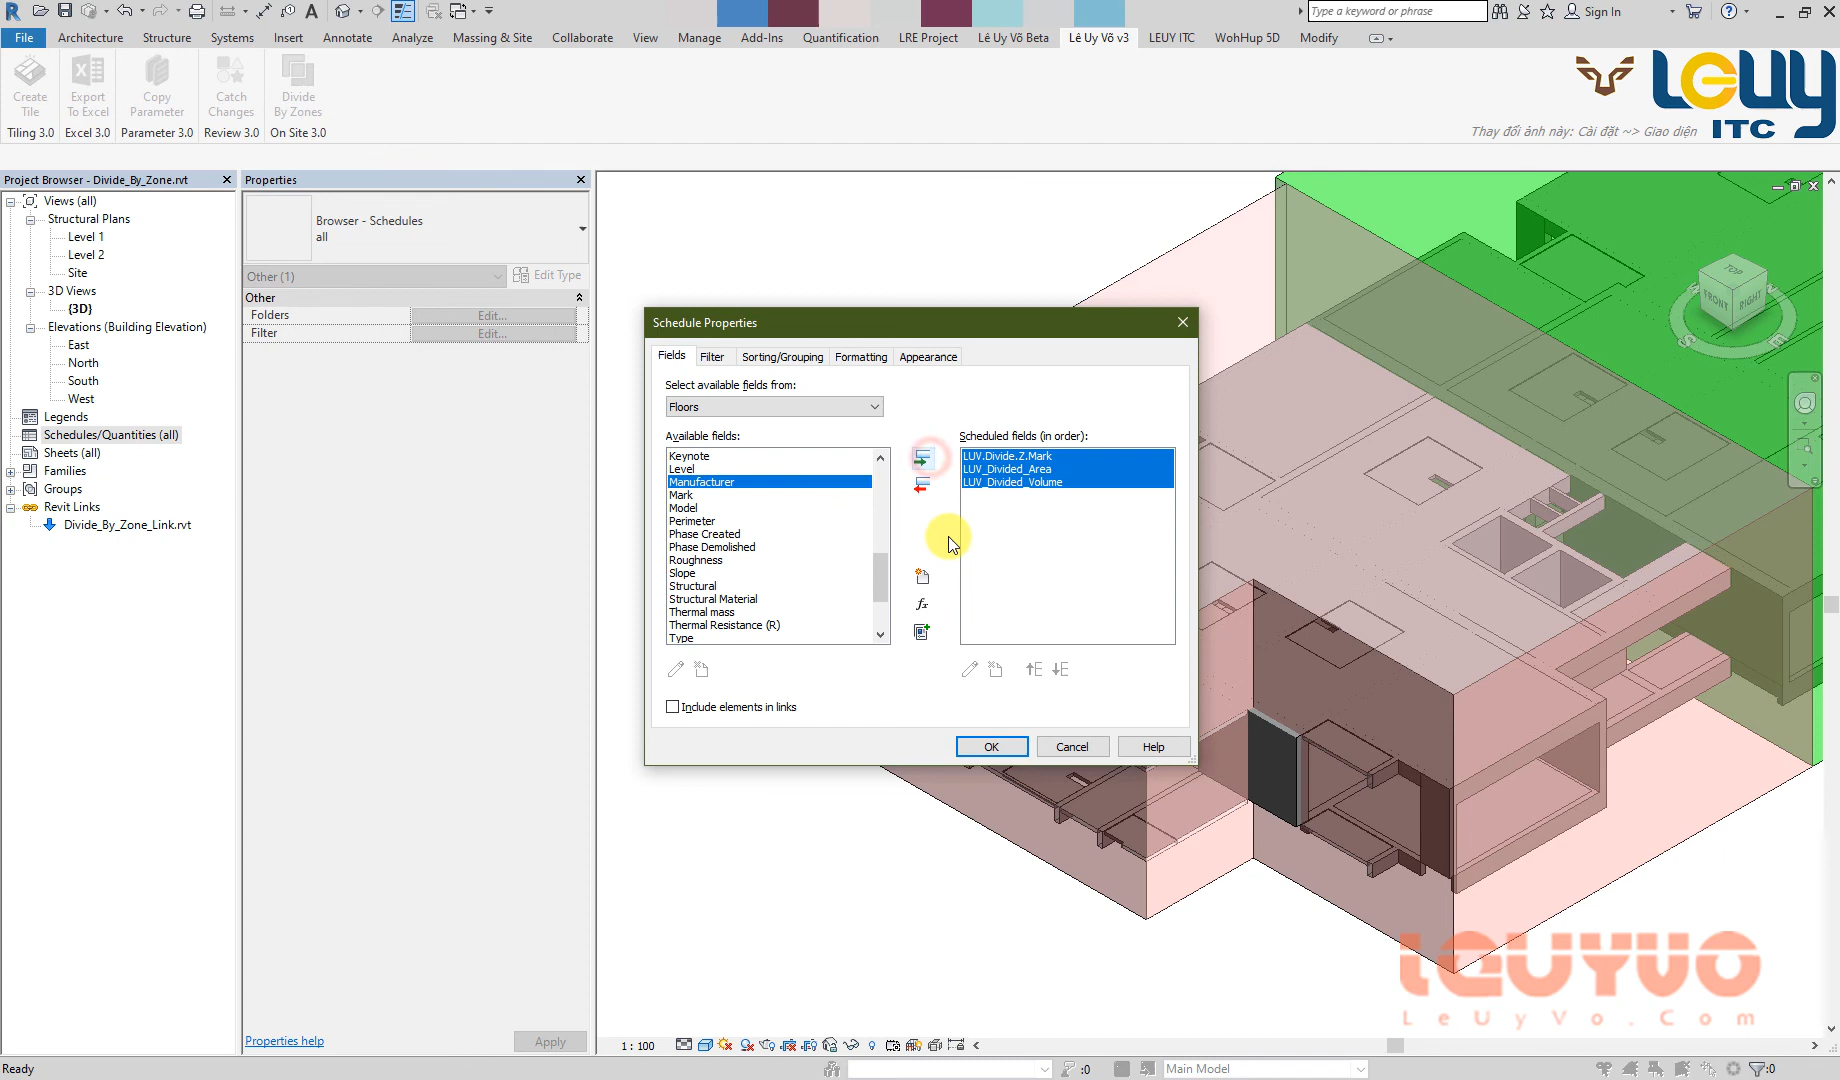 Type a keyword or phrase
Sign In
File Architecture Structure Systems Insert Annotate Analyze Massing & Site Collaborate View Manage Add-Ins Quantification LRE Project Lê Uy Võ Beta Lê Uy Võ v3 LEUY ITC WohHup 5D Modify
Create Tile
Export To Excel
Copy Parameter
Catch Changes
Divide By Zones
Tiling 3.0 Excel 3.0 Parameter 3.0 Review 3.0 On Site 3.0
LEUY
ITC
Thay đổi ảnh này: Cài đặt ~> Giao diện
Project Browser - Divide_By_Zone.rvt
Views (all)
Structural Plans
Level 1
Level 2
Site
3D Views
{3D}
Elevations (Building Elevation)
East
North
South
West
Legends
Schedules/Quantities (all)
Sheets (all)
Families
Groups
Revit Links
Divide_By_Zone_Link.rvt
Properties
Browser - Schedules
all
Other (1)
Edit Type
Other
Folders
Edit...
Filter
Edit...
Properties help
Apply
TOP
FRONT
RIGHT
S
E
Schedule Properties
Fields Filter Sorting/Grouping Formatting Appearance
Select available fields from:
Floors
Available fields:
Keynote
Level
Manufacturer
Mark
Model
Perimeter
Phase Created
Phase Demolished
Roughness
Slope
Structural
Structural Material
Thermal mass
Thermal Resistance (R)
Type
fx
Scheduled fields (in order):
LUV.Divide.Z.Mark
LUV_Divided_Area
LUV_Divided_Volume
Include elements in links
OK Cancel Help
LEUYVO
LeUyVo.Com
1 : 100
Ready
:0
Main Model
:0